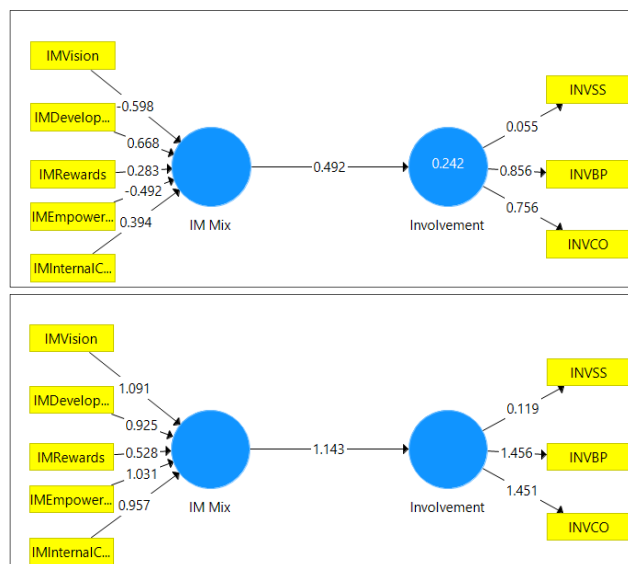 IMVision
-0.598
IMDevelop...
0.668
IMRewards
0.283
IMEmpower...
-0.492
IMInternalC...
0.394
IM Mix
0.492
0.242
Involvement
INVSS
0.055
INVBP
0.856
INVCO
0.756
IMVision
1.091
IMDevelop...
0.925
IMRewards
0.528
IMEmpower...
1.031
IMInternalC...
0.957
IM Mix
1.143
Involvement
INVSS
0.119
INVBP
1.456
INVCO
1.451